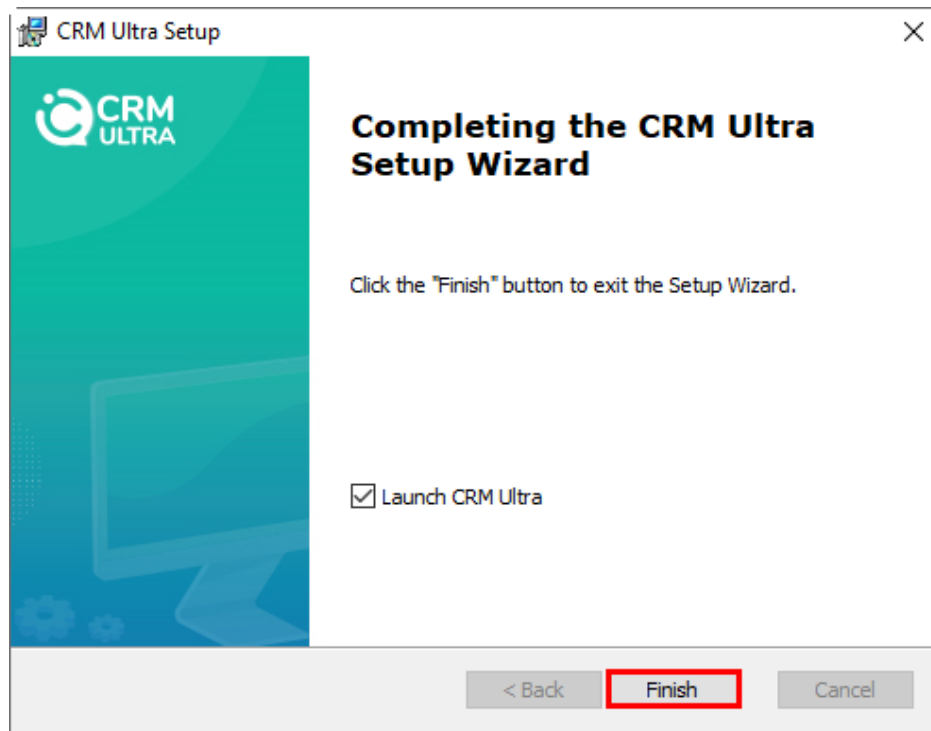 CRM Ultra Setup
CRM
ULTRA
Completing the CRM Ultra
Setup Wizard
Click the "Finish" button to exit the Setup Wizard.
Launch CRM Ultra
< Back Finish Cancel